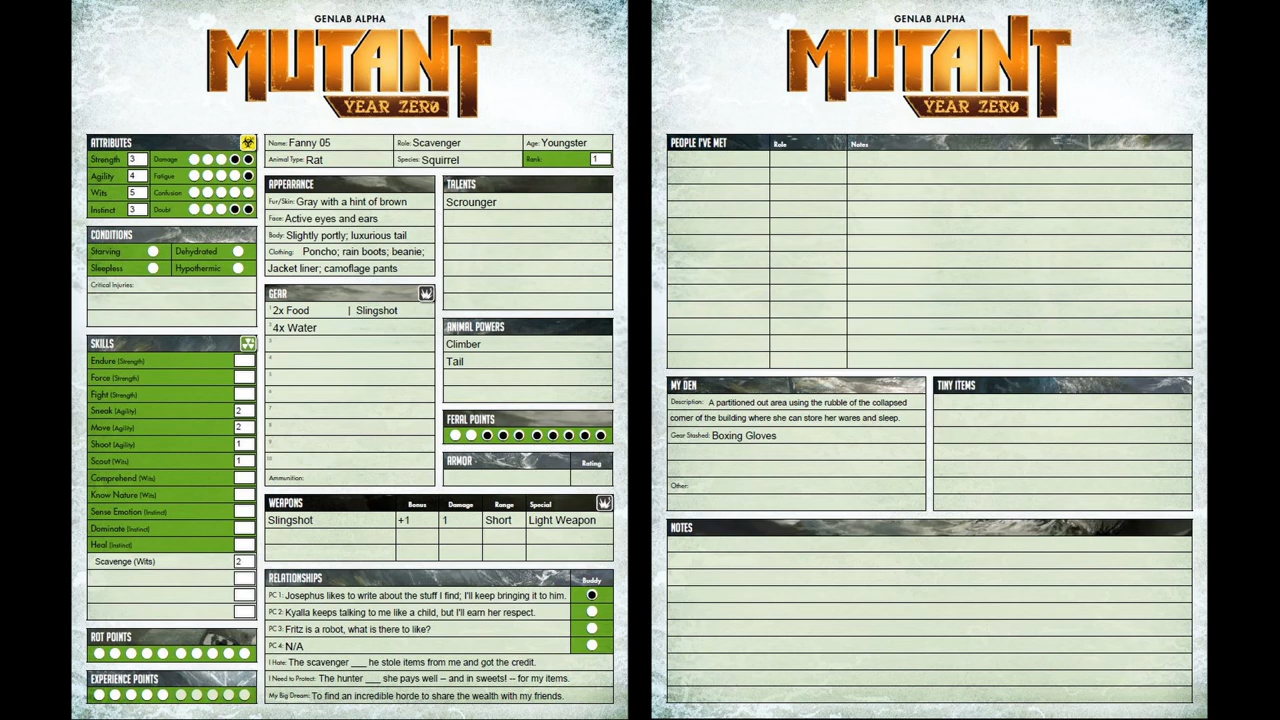 GENLAB ALPHA
MUTANT
YEAR ZERO
ATTRIBUTES
Strength 3 Damage
Agility 4 Fatigue
Wits 5 Confusion
Instinct 3 Doubt
CONDITIONS
Starving Dehydrated
Sleepless Hypothermic
Critical Injuries:
SKILLS
Endure (Strength)
Force (Strength)
Fight (Strength)
Sneak (Agility) 2
Move (Agility) 2
Shoot (Agility) 1
Scout (Wits) 1
Comprehend (Wits)
Know Nature (Wits)
Sense Emotion (Instinct)
Dominate (Instinct)
Heal (Instinct)
Scavenge (Wits) 2
ROT POINTS
EXPERIENCE POINTS
Name: Fanny 05 Role: Scavenger Age: Youngster
Animal Type: Rat Species: Squirrel Rank: 1
APPEARANCE
Fur/Skin: Gray with a hint of brown
Face: Active eyes and ears
Body: Slightly portly; luxurious tail
Clothing: Poncho; rain boots; beanie;
Jacket liner; camoflage pants
GEAR
1 2x Food | Slingshot
2 4x Water
3
4
5
6
7
8
9
10
Ammunition:
TALENTS
Scrounger
ANIMAL POWERS
Climber
Tail
FERAL POINTS
ARMOR Rating
WEAPONS Bonus Damage Range Special
Slingshot +1 1 Short Light Weapon
RELATIONSHIPS Buddy
PC 1: Josephus likes to write about the stuff I find; I'll keep bringing it to him.
PC 2: Kyalla keeps talking to me like a child, but I'll earn her respect.
PC 3: Fritz is a robot, what is there to like?
PC 4: N/A
I Hate: The scavenger ___ he stole items from me and got the credit.
I Need to Protect: The hunter ___ she pays well -- and in sweets! -- for my items.
My Big Dream: To find an incredible horde to share the wealth with my friends.
GENLAB ALPHA
MUTANT
YEAR ZERO
PEOPLE I'VE MET Role Notes
MY DEN
Description: A partitioned out area using the rubble of the collapsed
corner of the building where she can store her wares and sleep.
Gear Stashed: Boxing Gloves
Other:
TINY ITEMS
NOTES